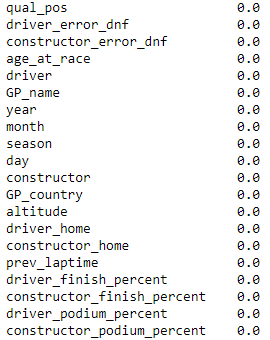 qual_pos 0.0
driver_error_dnf 0.0
constructor_error_dnf 0.0
age_at_race 0.0
driver 0.0
GP_name 0.0
year 0.0
month 0.0
season 0.0
day 0.0
constructor 0.0
GP_country 0.0
altitude 0.0
driver_home 0.0
constructor_home 0.0
prev_laptime 0.0
driver_finish_percent 0.0
constructor_finish_percent 0.0
driver_podium_percent 0.0
constructor_podium_percent 0.0